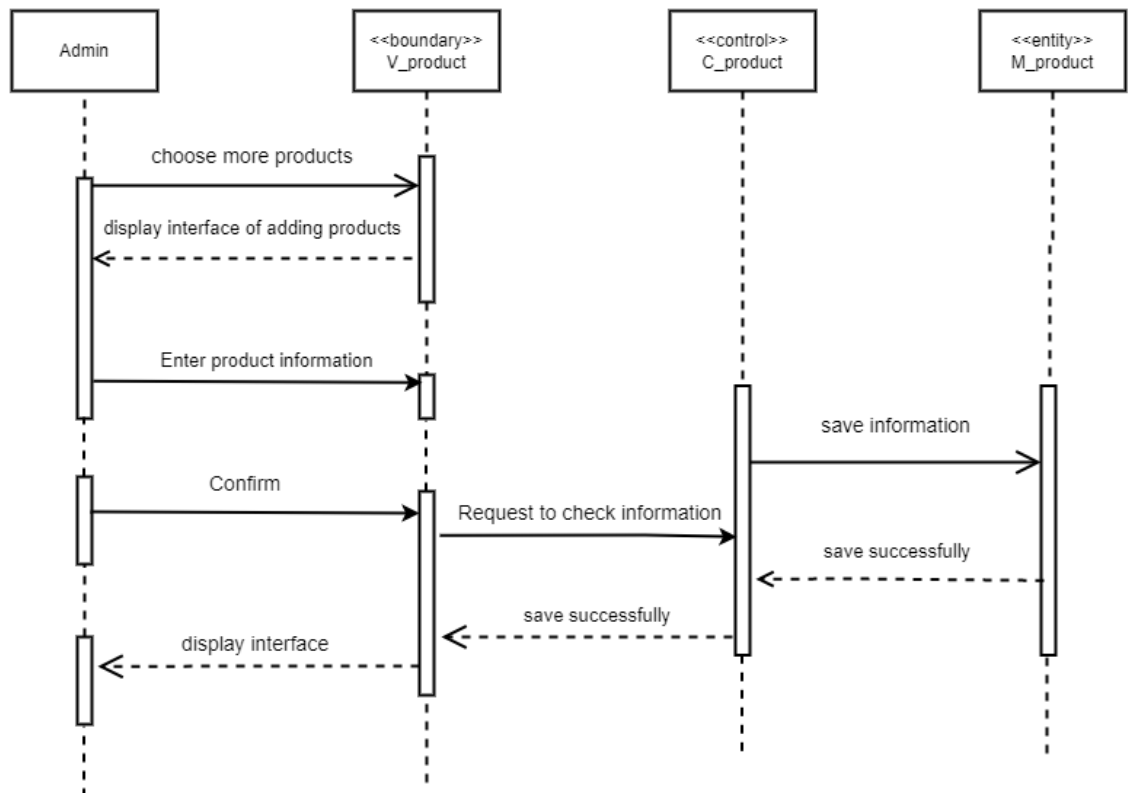 Admin
<<boundary>>
V_product
<<control>>
C_product
<<entity>>
M_product
choose more products
display interface of adding products
Enter product information
save information
Confirm
Request to check information
save successfully
save successfully
display interface